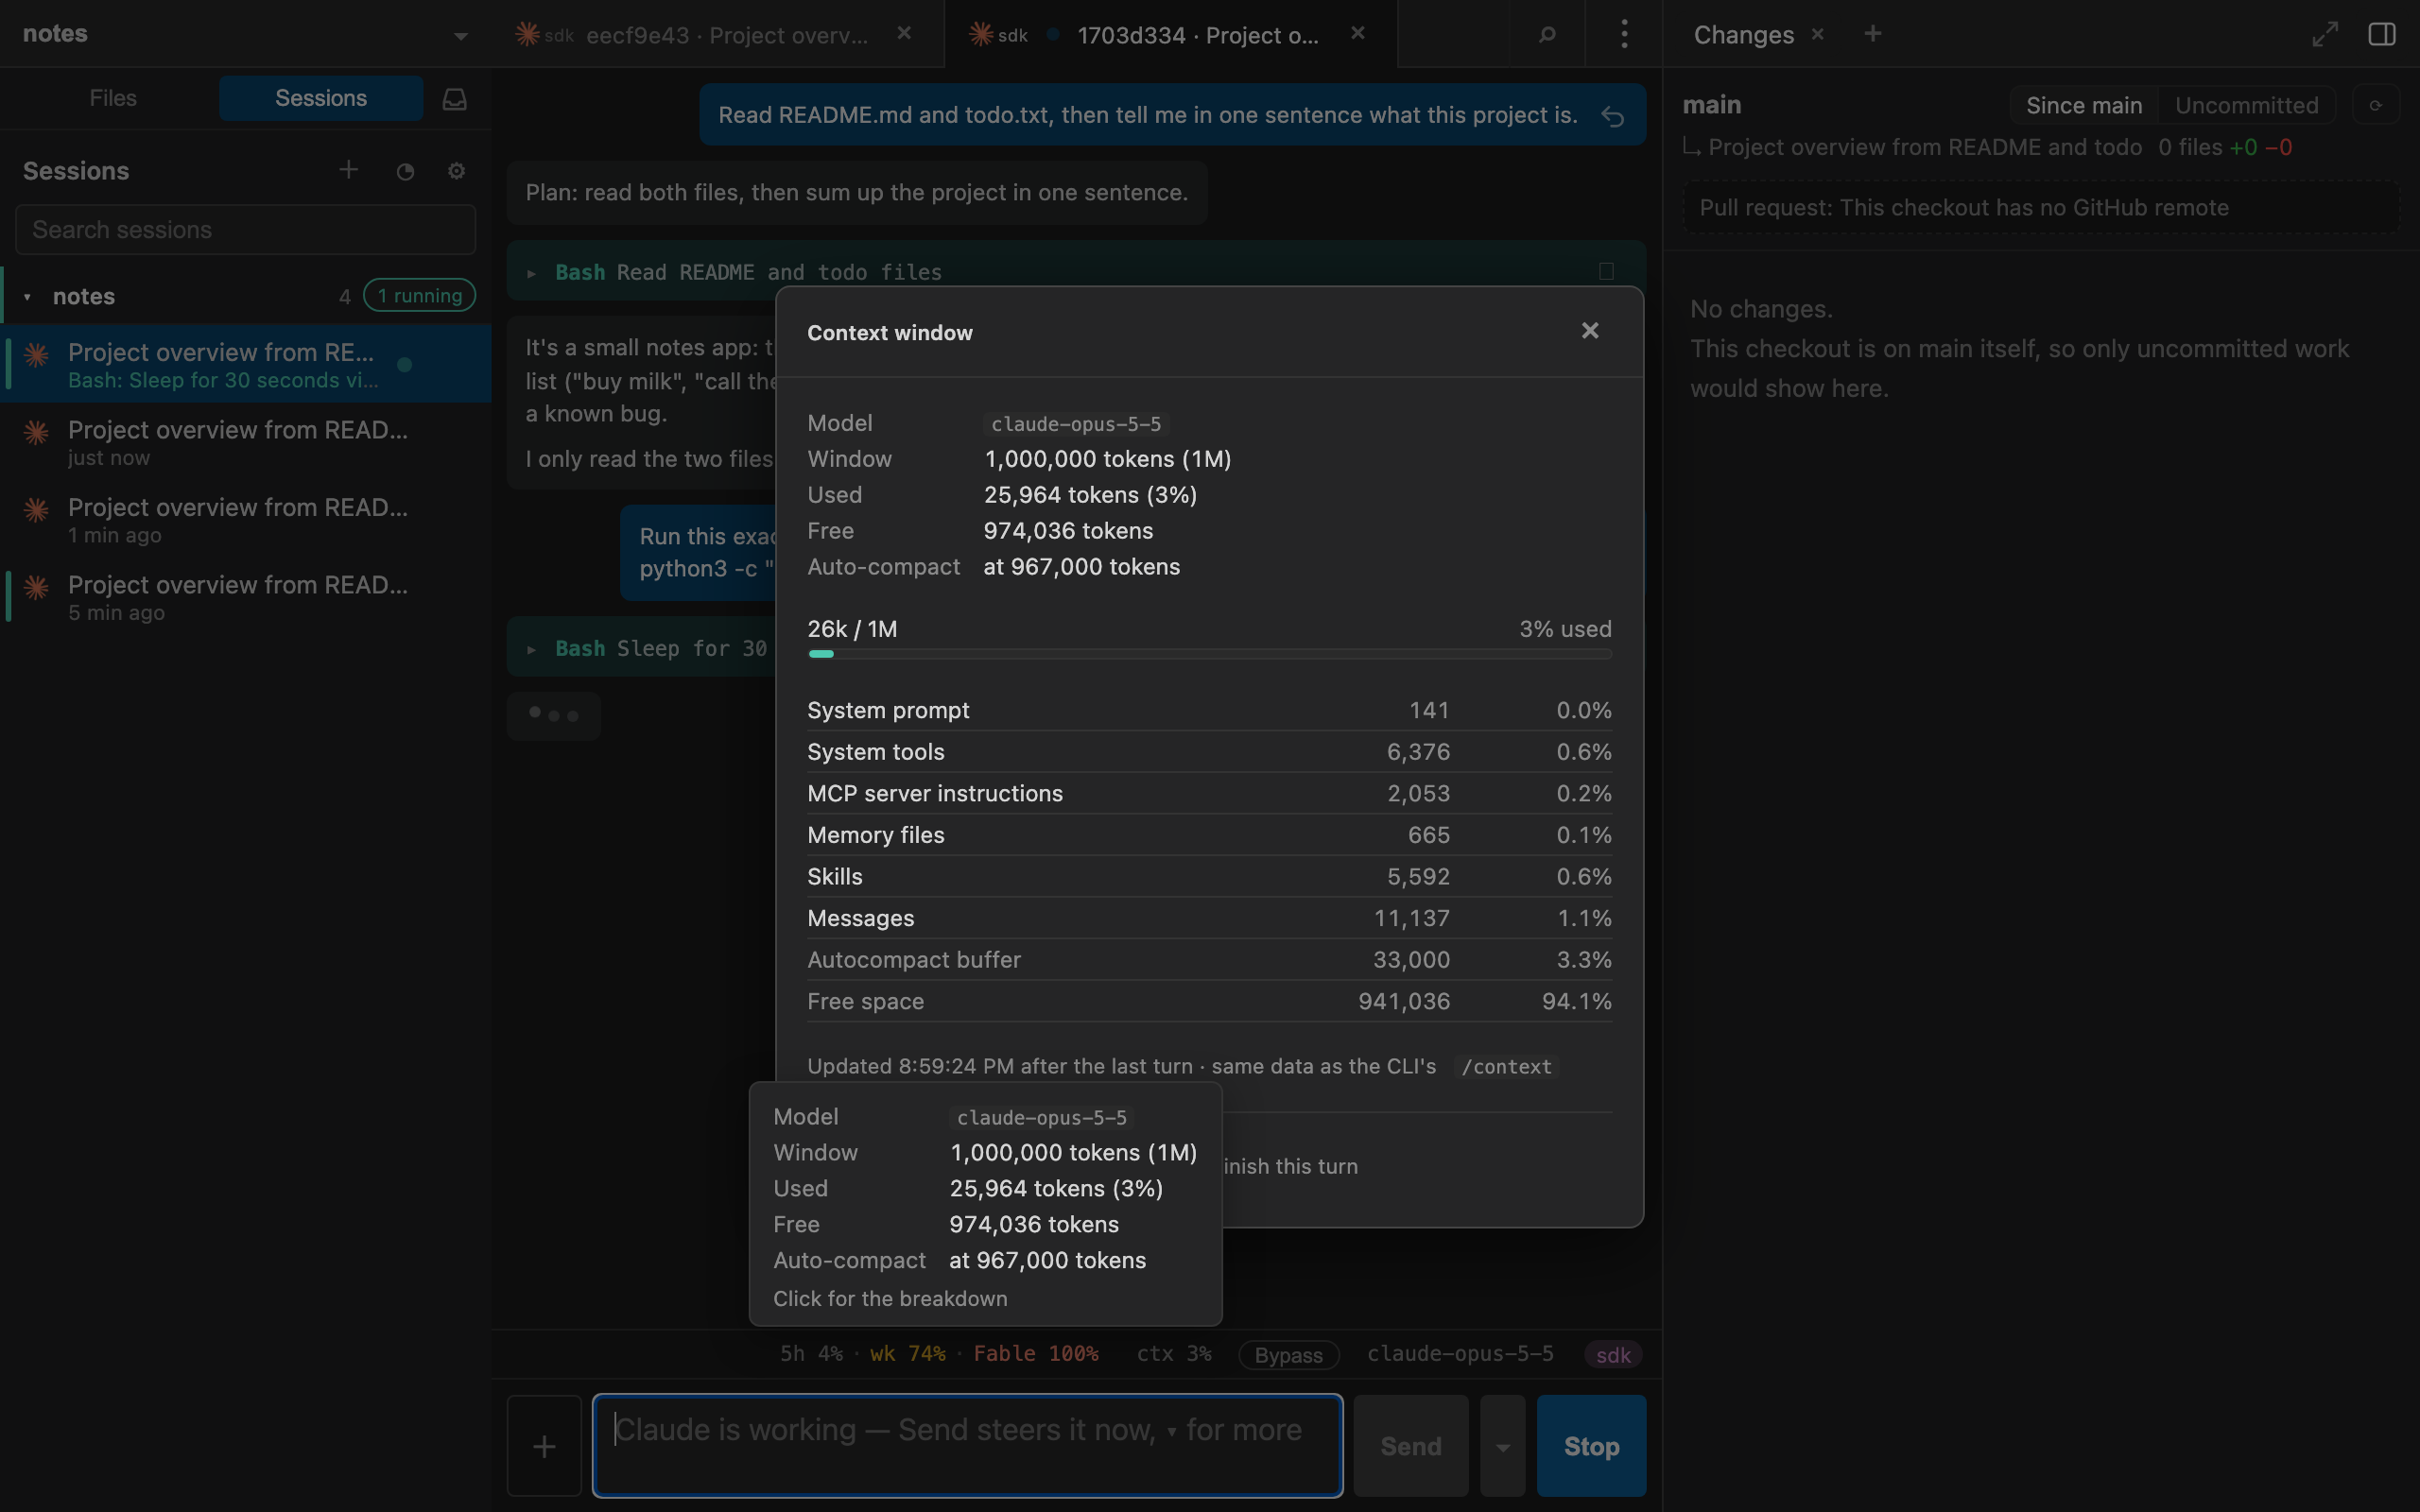 notes
Files
Sessions
Sessions
Search sessions
notes
4
1 running
Project overview from RE...
Bash: Sleep for 30 seconds vi...
Project overview from READ...
just now
Project overview from READ...
1 min ago
Project overview from READ...
5 min ago
sdk eecf9e43 · Project overv...
sdk 1703d334 · Project o...
Read README.md and todo.txt, then tell me in one sentence what this project is.
Plan: read both files, then sum up the project in one sentence.
Bash Read README and todo files
It's a small notes app: t
list ("buy milk", "call the
a known bug.
I only read the two files
Run this exac
python3 -c "
Bash Sleep for 30
Context window
Model claude-opus-5-5
Window 1,000,000 tokens (1M)
Used 25,964 tokens (3%)
Free 974,036 tokens
Auto-compact at 967,000 tokens
26k / 1M 3% used
System prompt 141 0.0%
System tools 6,376 0.6%
MCP server instructions 2,053 0.2%
Memory files 665 0.1%
Skills 5,592 0.6%
Messages 11,137 1.1%
Autocompact buffer 33,000 3.3%
Free space 941,036 94.1%
Updated 8:59:24 PM after the last turn · same data as the CLI's /context
inish this turn
Model claude-opus-5-5
Window 1,000,000 tokens (1M)
Used 25,964 tokens (3%)
Free 974,036 tokens
Auto-compact at 967,000 tokens
Click for the breakdown
5h 4% · wk 74% · Fable 100% ctx 3% Bypass claude-opus-5-5 sdk
Claude is working — Send steers it now, ▾ for more
Send
Stop
Changes
main
Since main
Uncommitted
Project overview from README and todo 0 files +0 −0
Pull request: This checkout has no GitHub remote
No changes.
This checkout is on main itself, so only uncommitted work
would show here.